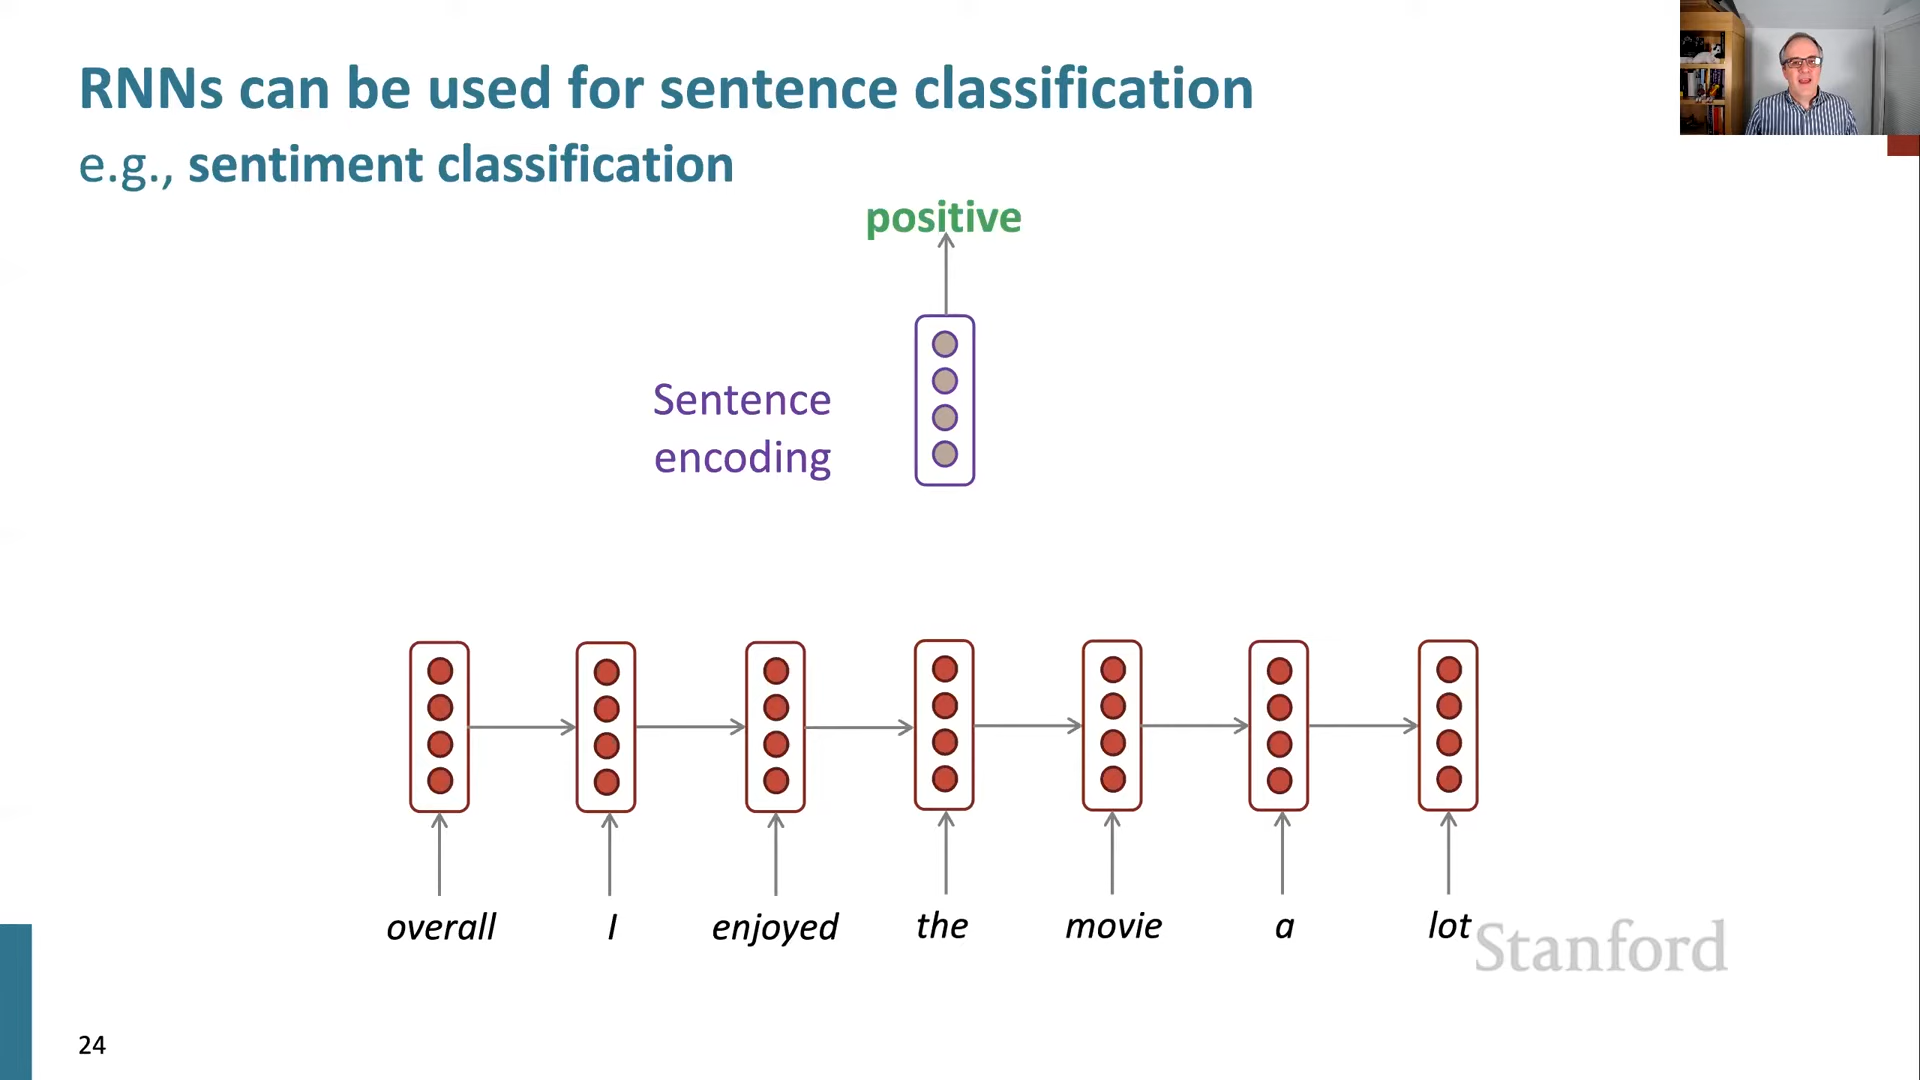 RNNs can be used for sentence classification
e.g., sentiment classification
positive
Sentence
encoding
overall I enjoyed the movie a lot
Stanford
24